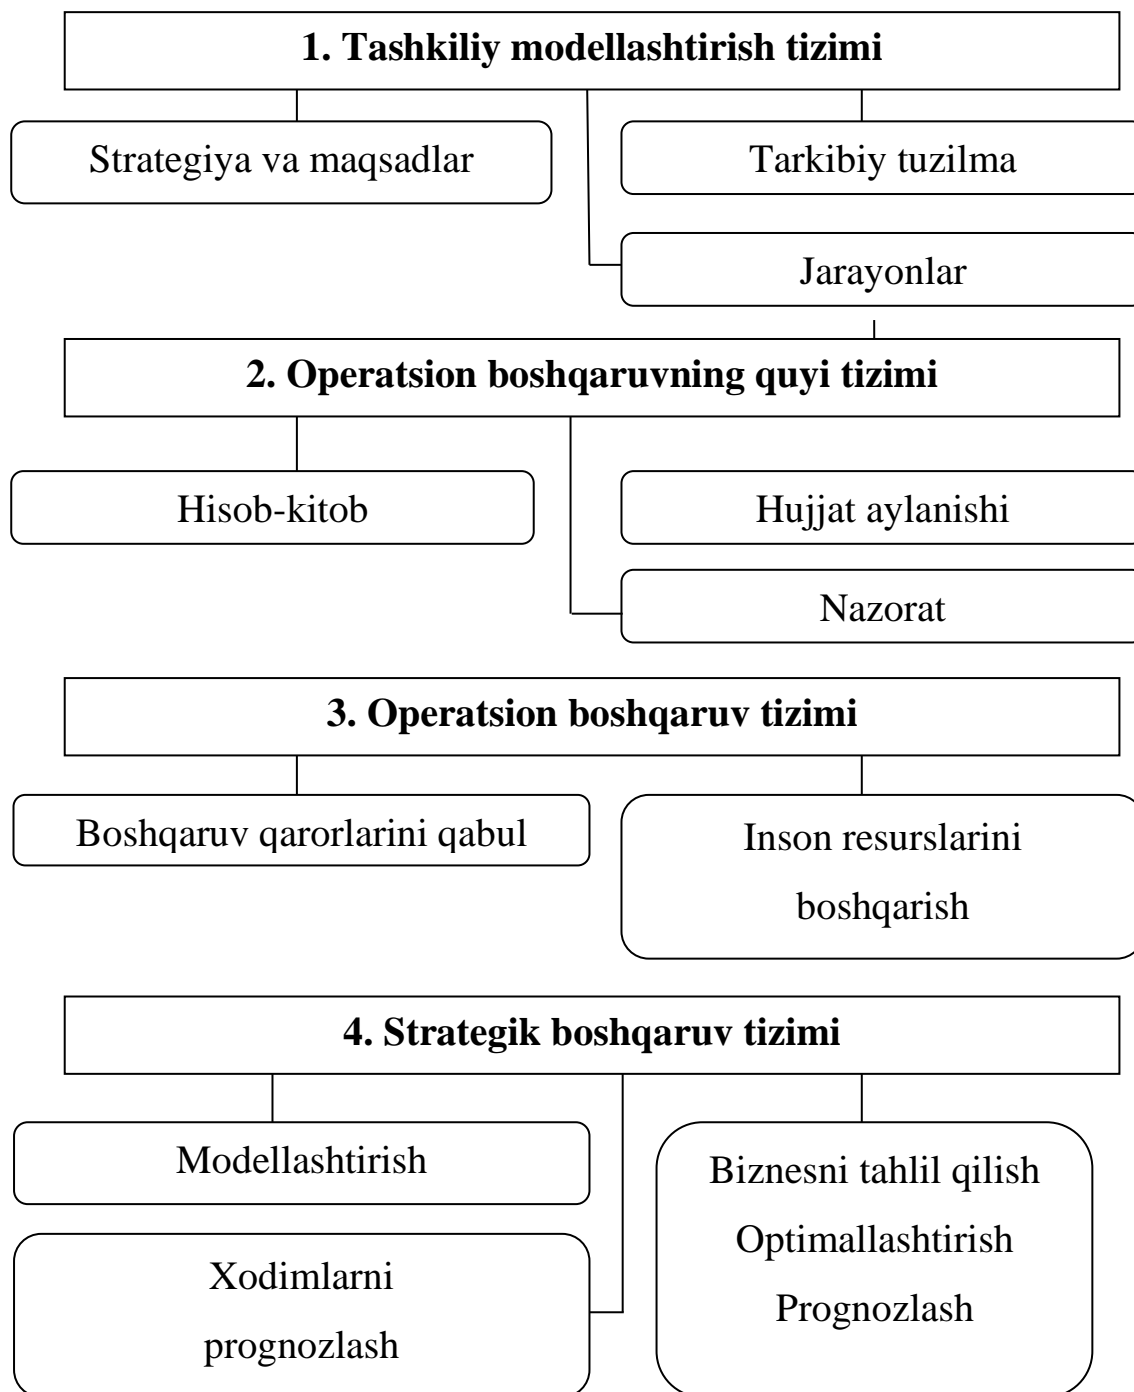 1. Tashkiliy modellashtirish tizimi
Strategiya va maqsadlar
Tarkibiy tuzilma
Jarayonlar
2. Operatsion boshqaruvning quyi tizimi
Hisob-kitob
Hujjat aylanishi
Nazorat
3. Operatsion boshqaruv tizimi
Boshqaruv qarorlarini qabul
Inson resurslarini
boshqarish
4. Strategik boshqaruv tizimi
Modellashtirish
Xodimlarni
prognozlash
Biznesni tahlil qilish
Optimallashtirish
Prognozlash